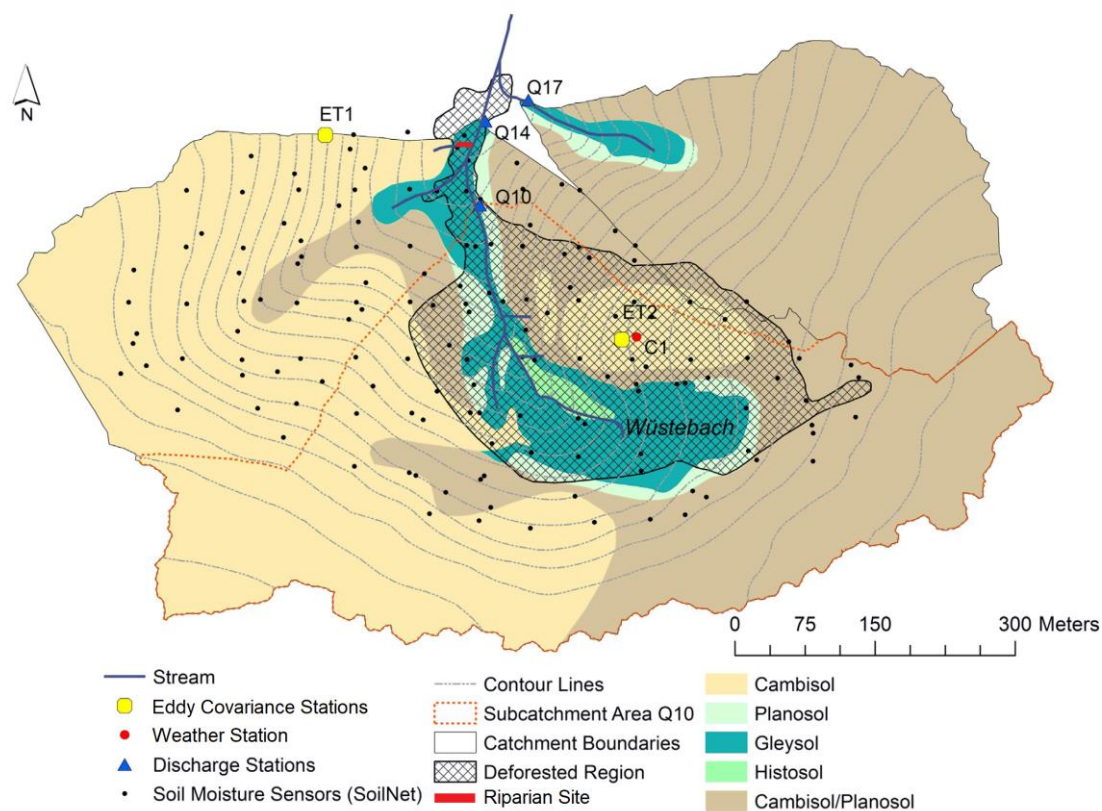 N
ET1
Q17
Q14
Q10
ET2
C1
Wüstebach
0 75 150 300 Meters
Stream
Eddy Covariance Stations
Weather Station
Discharge Stations
Soil Moisture Sensors (SoilNet)
Contour Lines
Subcatchment Area Q10
Catchment Boundaries
Deforested Region
Riparian Site
Cambisol
Planosol
Gleysol
Histosol
Cambisol/Planosol